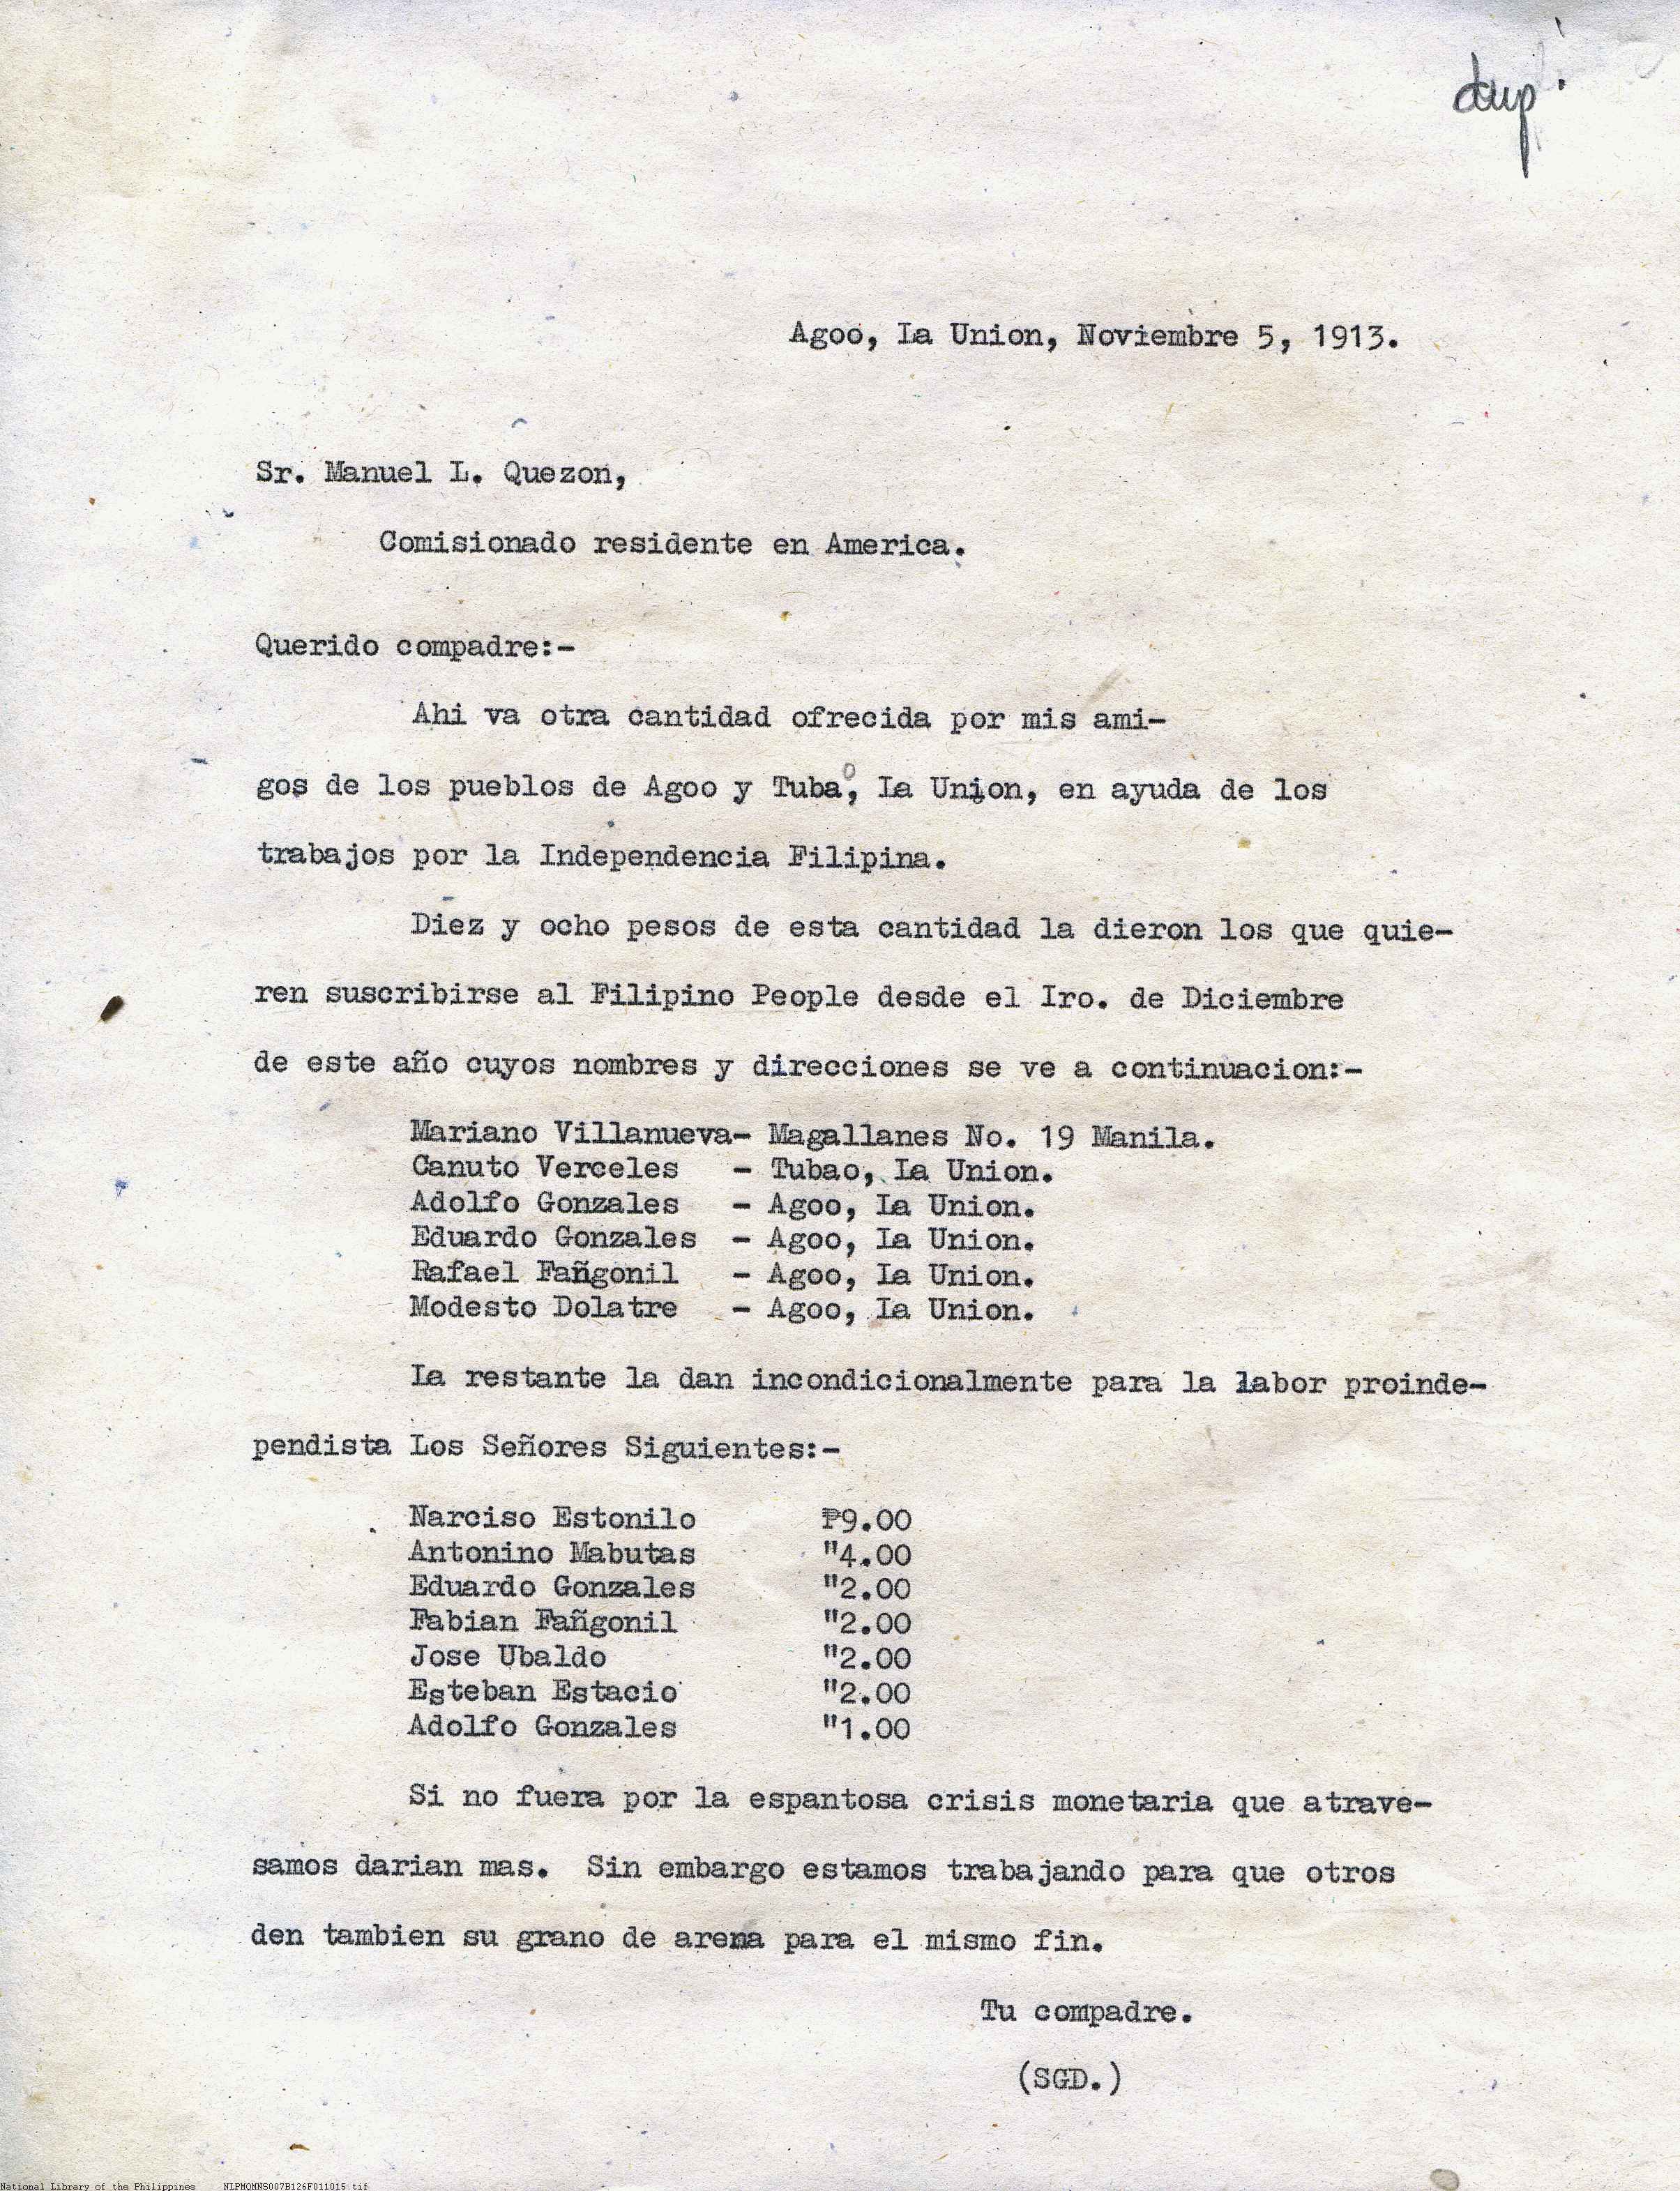 dup.
Agoo, La Union, Noviembre 5, 1913.
Sr. Manuel L. Quezon,
Comisionado residente en America.
Querido compadre:-
Ahi va otra cantidad ofrecida por mis ami-
gos de los pueblos de Agoo y Tubao, La Union, en ayuda de los
trabajos por la Independencia Filipina.
Diez y ocho pesos de esta cantidad la dieron los que quie-
ren suscribirse al Filipino People desde el Iro. de Diciembre
de este año cuyos nombres y direcciones se ve a continuacion:-
Mariano Villanueva- Magallanes No. 19 Manila.
Canuto Verceles - Tubao, La Union.
Adolfo Gonzales - Agoo, La Union.
Eduardo Gonzales - Agoo, La Union.
Rafael Fañgonil - Agoo, La Union.
Modesto Dolatre - Agoo, La Union.
La restante la dan incondicionalmente para la labor proinde-
pendista Los Señores Siguientes:-
Narciso Estonilo ₱9.00
Antonino Mabutas "4.00
Eduardo Gonzales "2.00
Fabian Fañgonil "2.00
Jose Ubaldo "2.00
Esteban Estacio "2.00
Adolfo Gonzales "1.00
Si no fuera por la espantosa crisis monetaria que atrave-
samos darian mas. Sin embargo estamos trabajando para que otros
den tambien su grano de arena para el mismo fin.
Tu compadre.
(SGD.)
National Library of the Philippines NLPMQMNS007B126F011015.tif